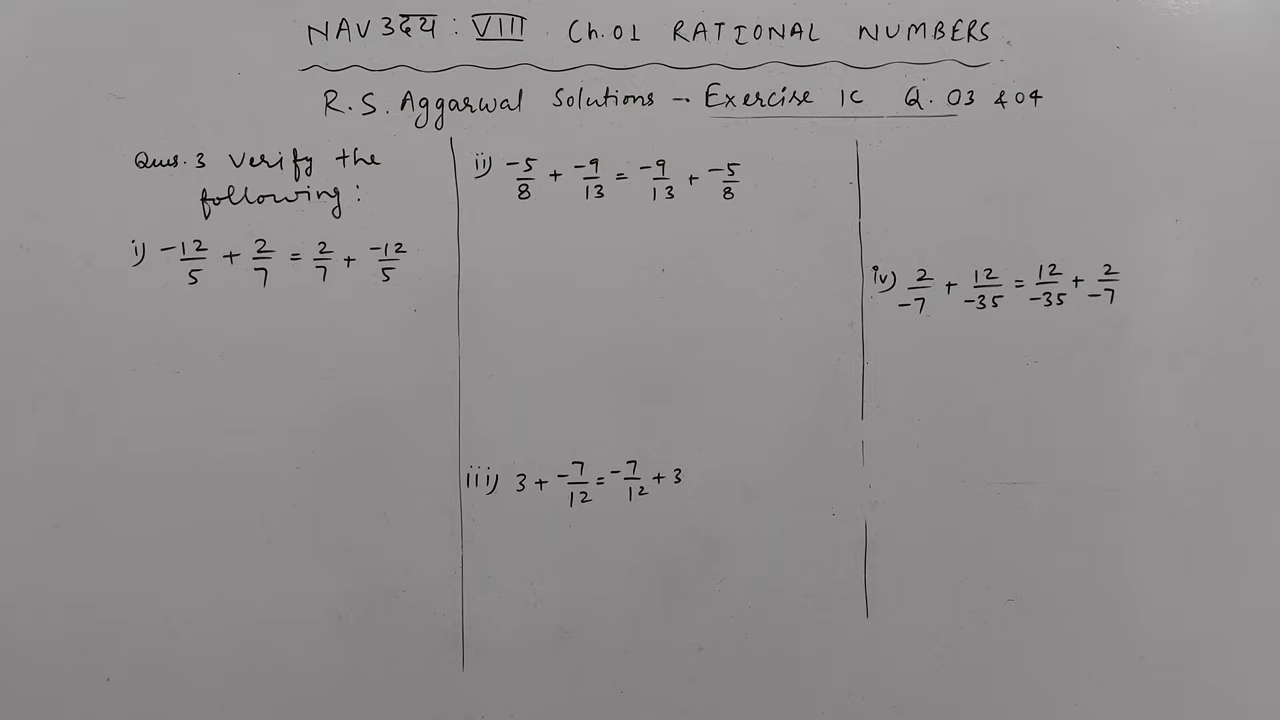 NAVउदय : VIII Ch.01 RATIONAL NUMBERS
R.S. Aggarwal Solutions - Exercise 1C Q. 03 & 04
Ques. 3 Verify the
following:
i) -12/5 + 2/7 = 2/7 + -12/5
ii) -5/8 + -9/13 = -9/13 + -5/8
iii) 3 + -7/12 = -7/12 + 3
iv) 2/-7 + 12/-35 = 12/-35 + 2/-7